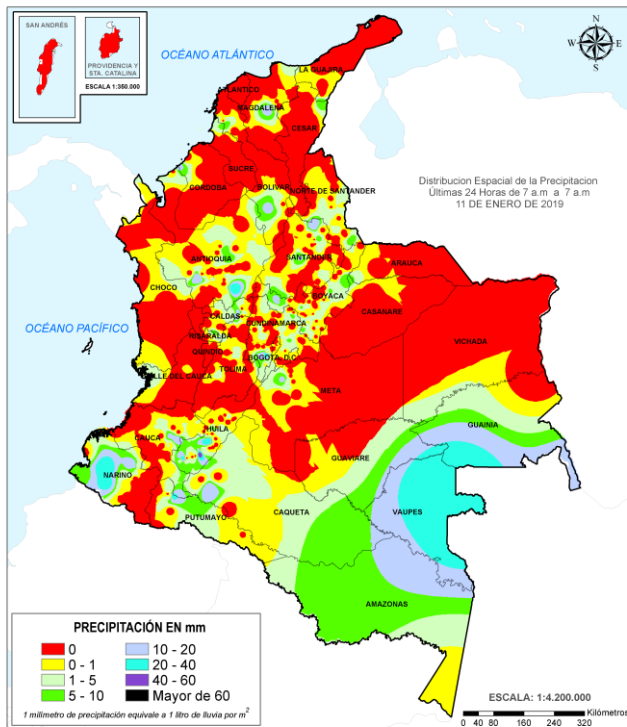 SAN ANDRÉS
PROVIDENCIA Y
STA. CATALINA
ESCALA 1:350.000
OCÉANO ATLÁNTICO
N
W
E
S
LA GUAJIRA
ATLANTICO
MAGDALENA
CESAR
SUCRE
CORDOBA
BOLIVAR
NORTE DE SANTANDER
Distribucion Espacial de la Precipitacion
Últimas 24 Horas de 7 a.m a 7 a.m
11 DE ENERO DE 2019
ANTIOQUIA
SANTANDER
ARAUCA
CHOCO
BOYACA
CALDAS
CASANARE
OCÉANO PACÍFICO
CUNDINAMARCA
RISARALDA
VICHADA
QUINDIO
BOGOTA D.C
TOLIMA
VALLE DEL CAUCA
META
CAUCA
HUILA
GUAINIA
GUAVIARE
NARIÑO
PUTUMAYO
CAQUETA
VAUPES
AMAZONAS
PRECIPITACIÓN EN mm
0
10 - 20
0 - 1
20 - 40
1 - 5
40 - 60
5 - 10
Mayor de 60
1 milimetro de precipitación equivale a 1 litro de lluvia por m²
ESCALA: 1:4.200.000
Kilómetros
0 40 80 160 240 320